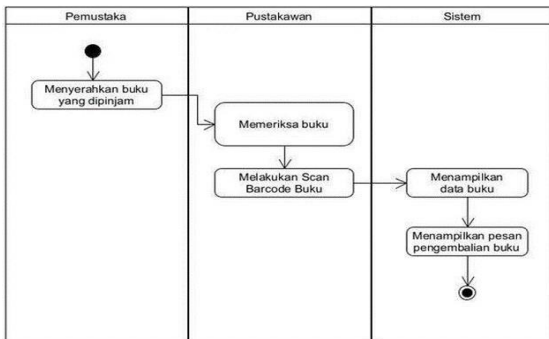 Pemustaka
Pustakawan
Sistem
Menyerahkan buku
yang dipinjam
Memeriksa buku
Melakukan Scan
Barcode Buku
Menampilkan
data buku
Menampilkan pesan
pengembalian buku